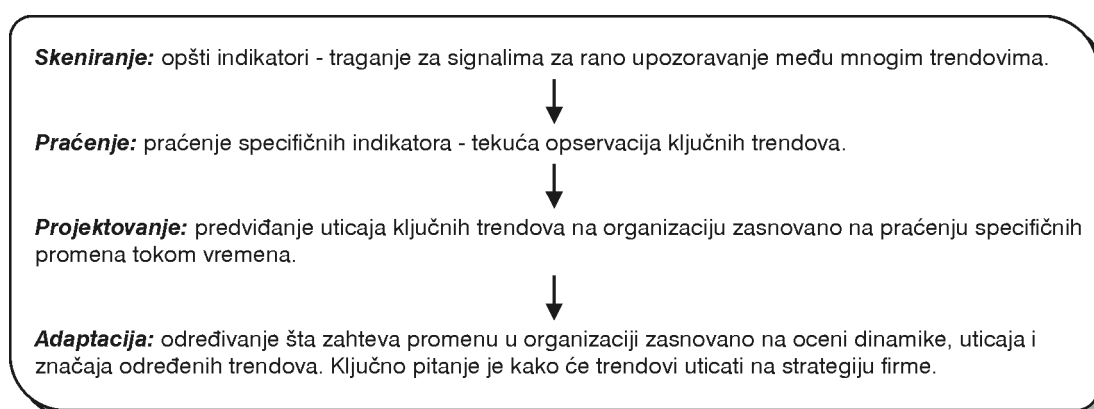 Skeniranje: opšti indikatori - traganje za signalima za rano upozoravanje među mnogim trendovima.
Praćenje: praćenje specifičnih indikatora - tekuća opservacija ključnih trendova.
Projektovanje: predviđanje uticaja ključnih trendova na organizaciju zasnovano na praćenju specifičnih
promena tokom vremena.
Adaptacija: određivanje šta zahteva promenu u organizaciji zasnovano na oceni dinamike, uticaja i
značaja određenih trendova. Ključno pitanje je kako će trendovi uticati na strategiju firme.